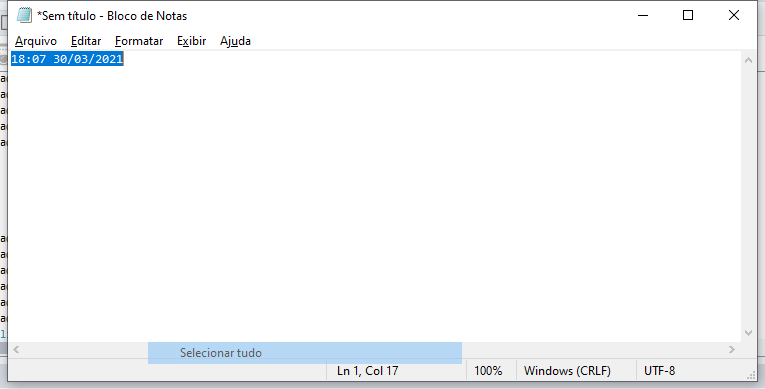 *Sem título - Bloco de Notas
Arquivo Editar Formatar Exibir Ajuda
18:07 30/03/2021
Selecionar tudo
Ln 1, Col 17 100% Windows (CRLF) UTF-8